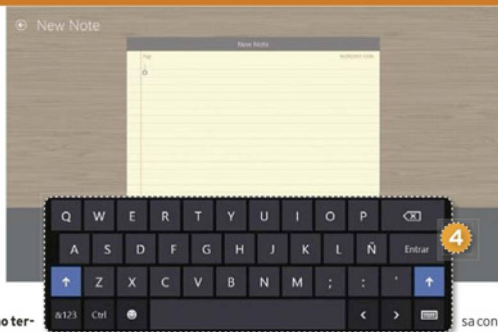 New Note
New Note
Q W E R T Y U I O P
A S D F G H J K L Ñ Entrar
4
Z X C V B N M ; : '
&123 Ctrl < >
o ter-
sa con